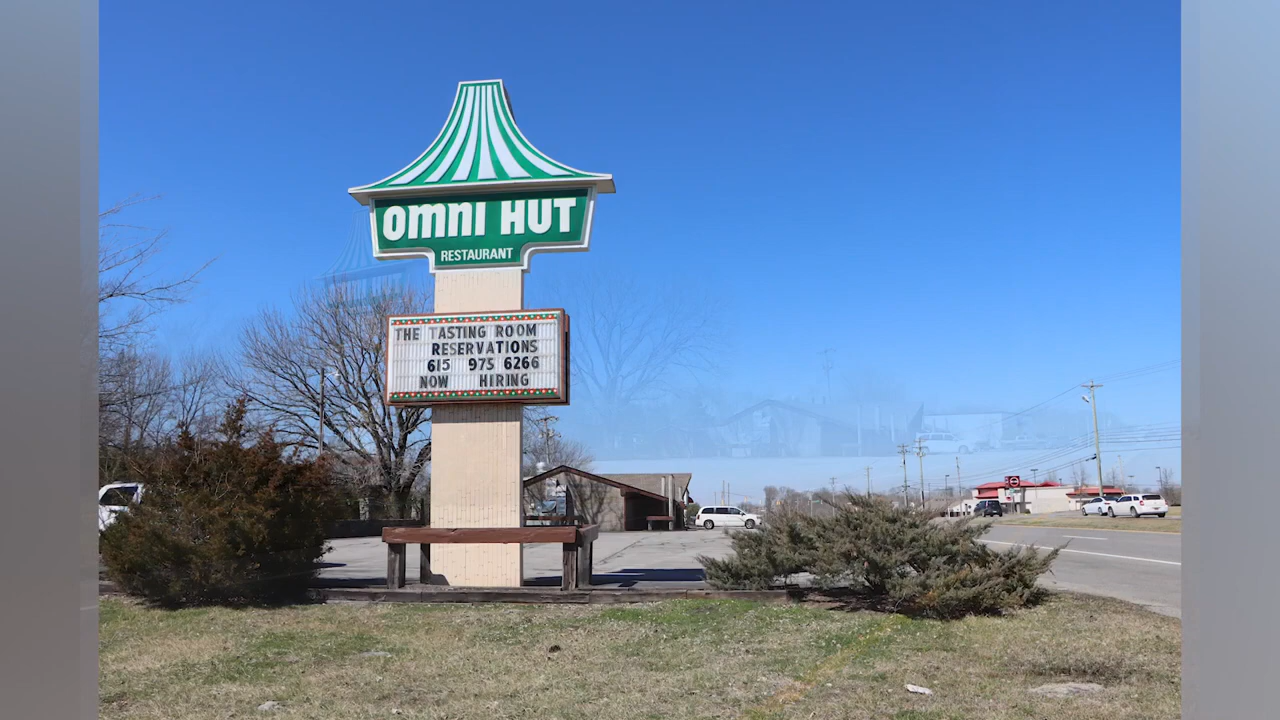 omni HUT
RESTAURANT
THE TASTING ROOM
RESERVATIONS
615 975 6266
NOW HIRING